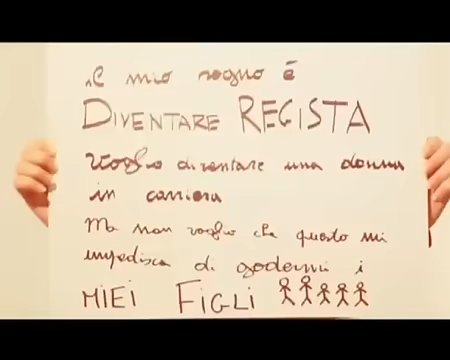 il mio sogno è
DIVENTARE REGISTA
voglio diventare una donna
in carriera
Ma non voglio che questo mi
impedisca di godermi i
MIEI FIGLI